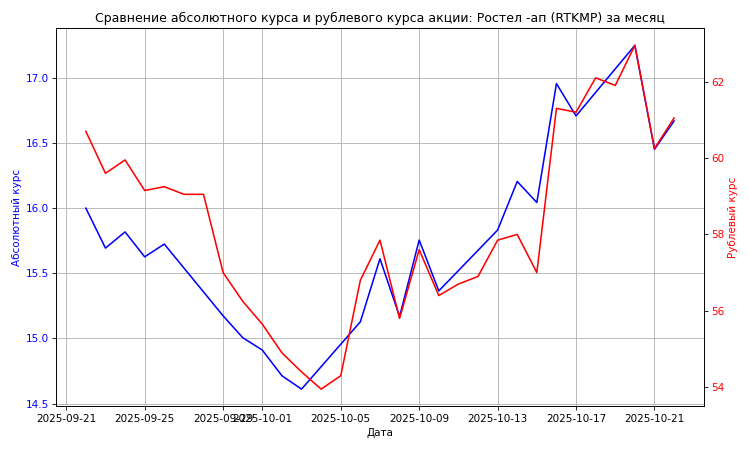 Сравнение абсолютного курса и рублевого курса акции: Ростел -ап (RTKMP) за месяц
17.0
16.5
16.0
15.5
15.0
14.5
Абсолютный курс
62
60
58
56
54
Рублевый курс
2025-09-21 2025-09-25 2025-09-29 2025-10-01 2025-10-05 2025-10-09 2025-10-13 2025-10-17 2025-10-21
Дата